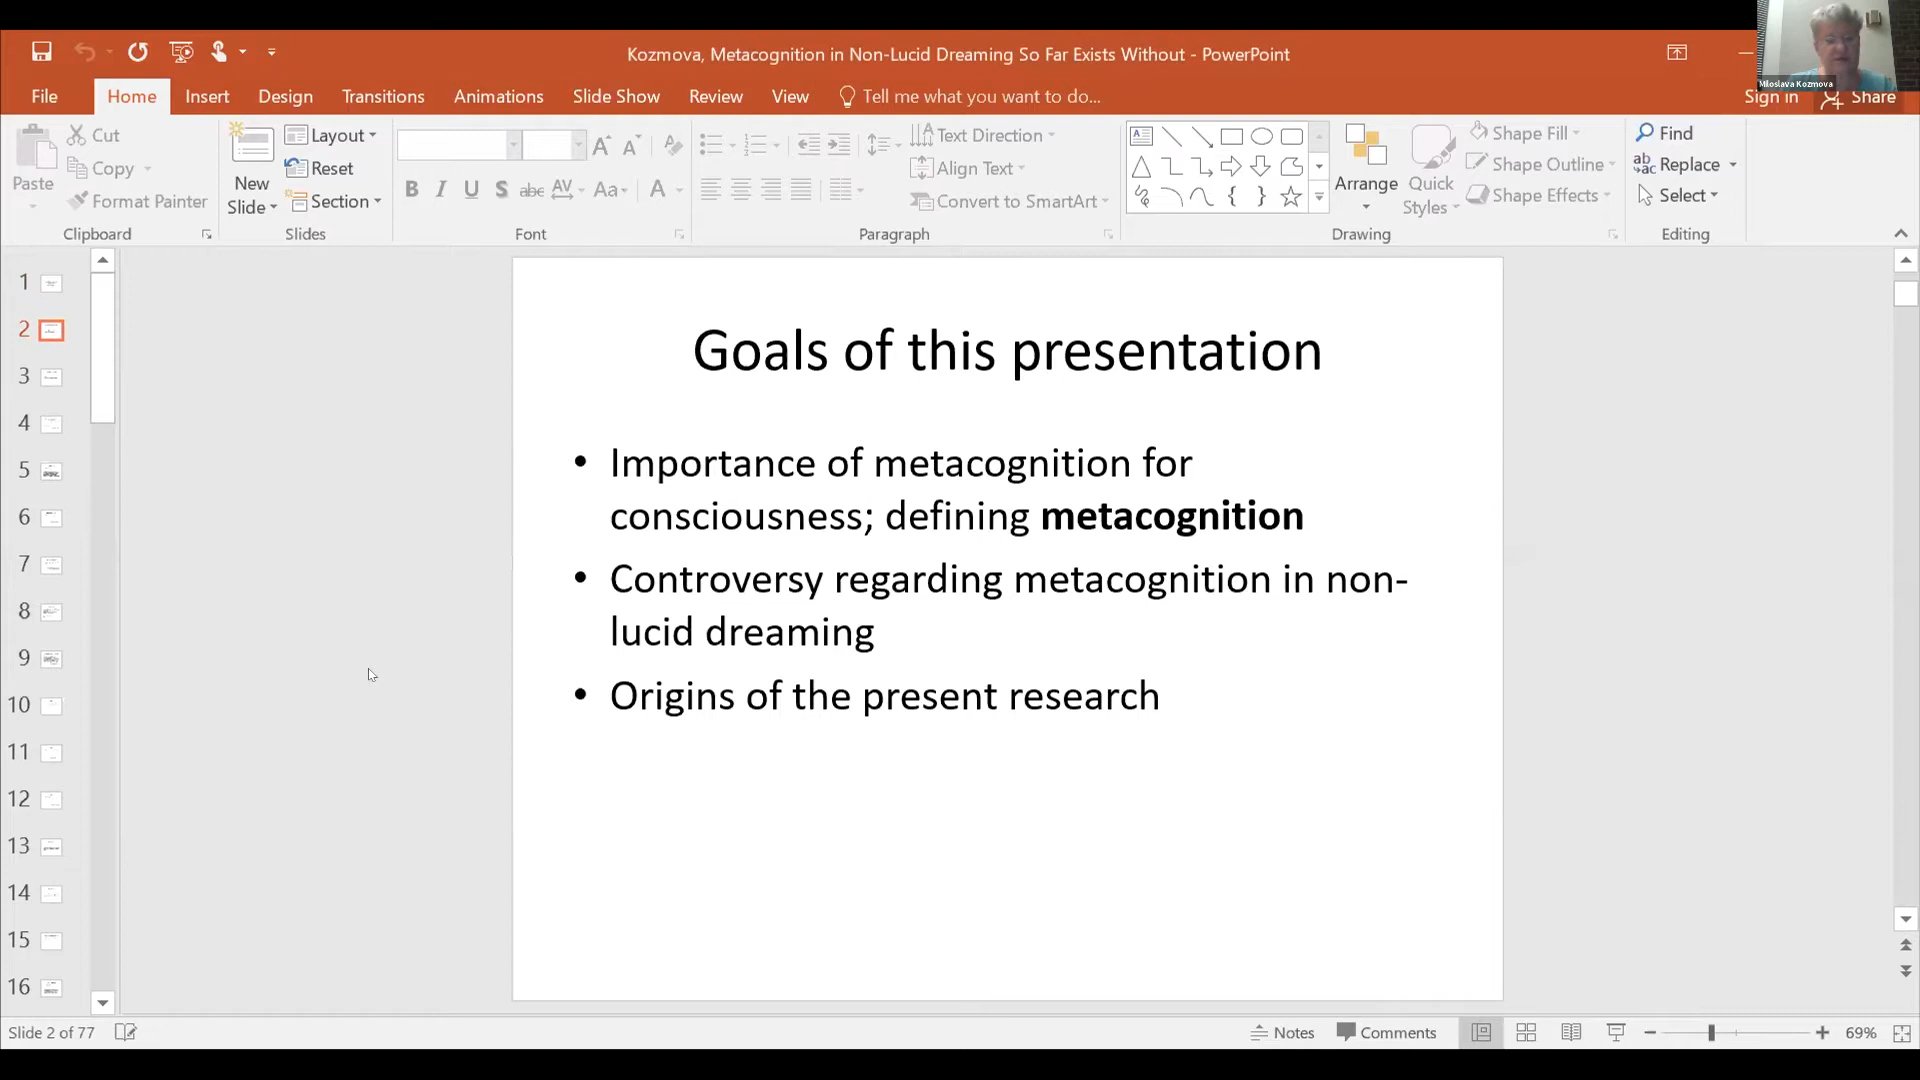 Kozmova, Metacognition in Non-Lucid Dreaming So Far Exists Without - PowerPoint
Miloslava Kozmova
File Home Insert Design Transitions Animations Slide Show Review View Tell me what you want to do... Sign in Share
Paste
Cut
Copy
Format Painter
Clipboard
New Slide
Layout
Reset
Section
Slides
B I U S abc AV Aa A
Font
Text Direction
Align Text
Convert to SmartArt
Paragraph
Arrange
Quick Styles
Shape Fill
Shape Outline
Shape Effects
Drawing
Find
Replace
Select
Editing
1
2
3
4
5
6
7
8
9
10
11
12
13
14
15
16
Goals of this presentation
• Importance of metacognition for
consciousness; defining metacognition
• Controversy regarding metacognition in non-
lucid dreaming
• Origins of the present research
Slide 2 of 77 Notes Comments 69%